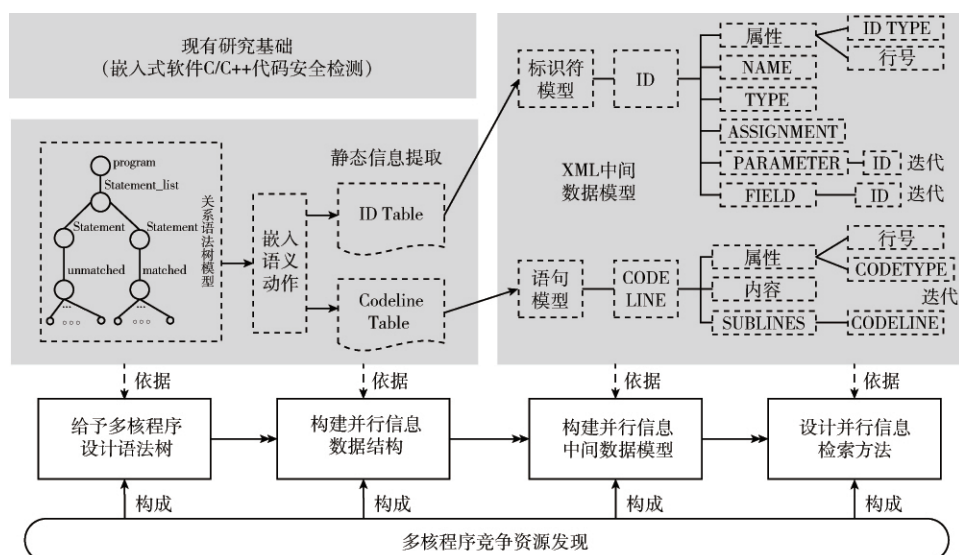 现有研究基础
（嵌入式软件C/C++代码安全检测）
program
Statement_list
Statement
Statement
unmatched
matched
...
...
。。。
。。。
关系语法树模型
嵌入
语义
动作
静态信息提取
ID Table
Codeline
Table
标识符
模型
ID
属性
ID TYPE
行号
NAME
TYPE
ASSIGNMENT
PARAMETER
ID
迭代
FIELD
ID
迭代
XML中间
数据模型
语句
模型
CODE
LINE
属性
行号
CODETYPE
迭代
内容
SUBLINES
CODELINE
依据
依据
依据
依据
给予多核程序
设计语法树
构建并行信息
数据结构
构建并行信息
中间数据模型
设计并行信息
检索方法
构成
构成
构成
构成
多核程序竞争资源发现